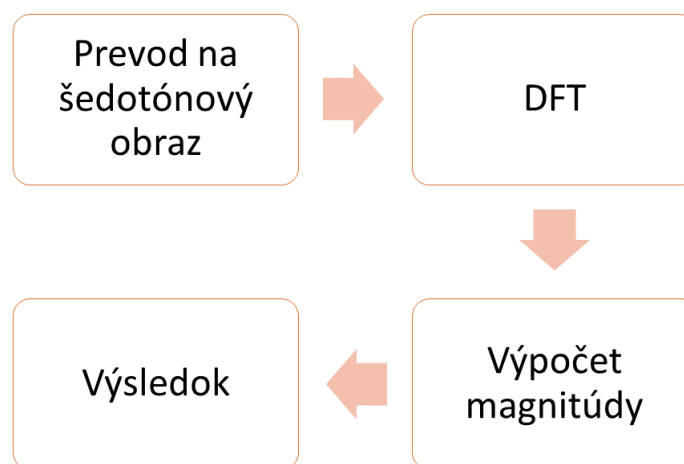 Prevod na
šedotónový
obraz
DFT
Výpočet
magnitúdy
Výsledok